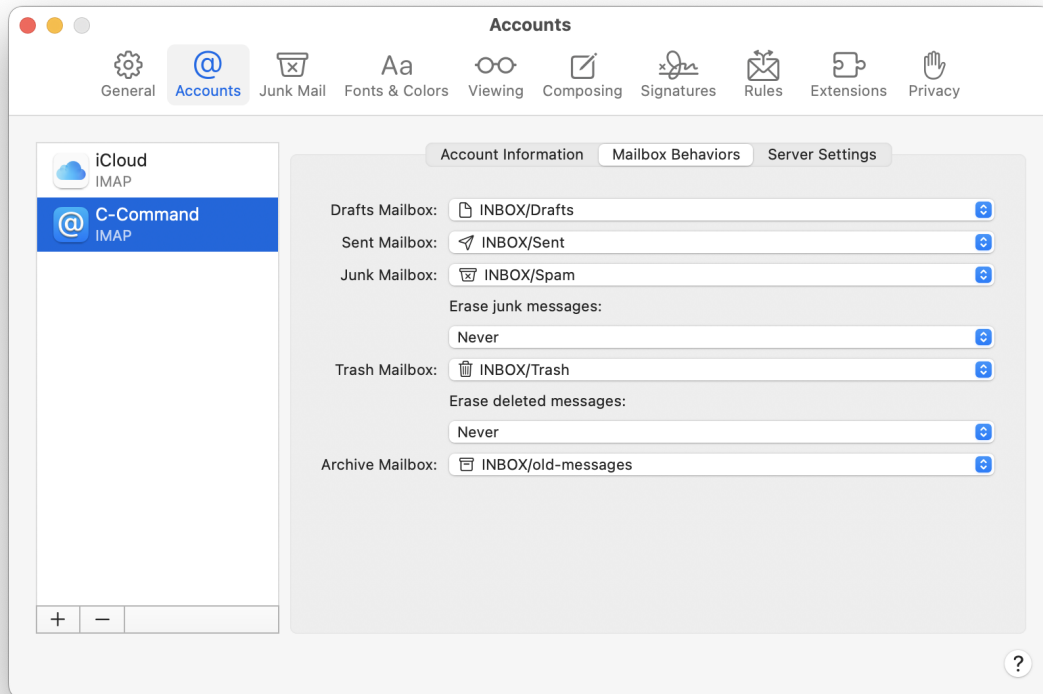 Accounts
General Accounts Junk Mail Fonts & Colors Viewing Composing Signatures Rules Extensions Privacy
iCloud
IMAP
@ C-Command
IMAP
Account Information Mailbox Behaviors Server Settings
Drafts Mailbox: INBOX/Drafts
Sent Mailbox: INBOX/Sent
Junk Mailbox: INBOX/Spam
Erase junk messages:
Never
Trash Mailbox: INBOX/Trash
Erase deleted messages:
Never
Archive Mailbox: INBOX/old-messages
+ −
?